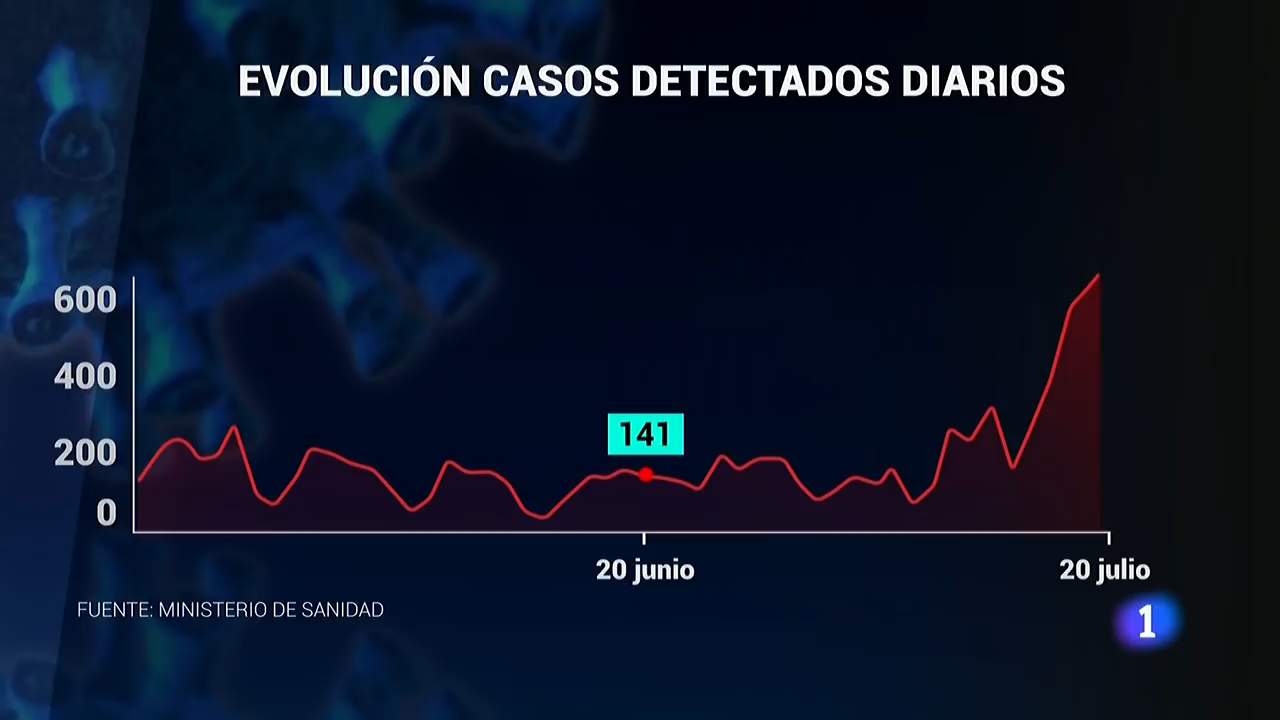 EVOLUCIÓN CASOS DETECTADOS DIARIOS
600
400
200
0
141
20 junio
20 julio
FUENTE: MINISTERIO DE SANIDAD
1